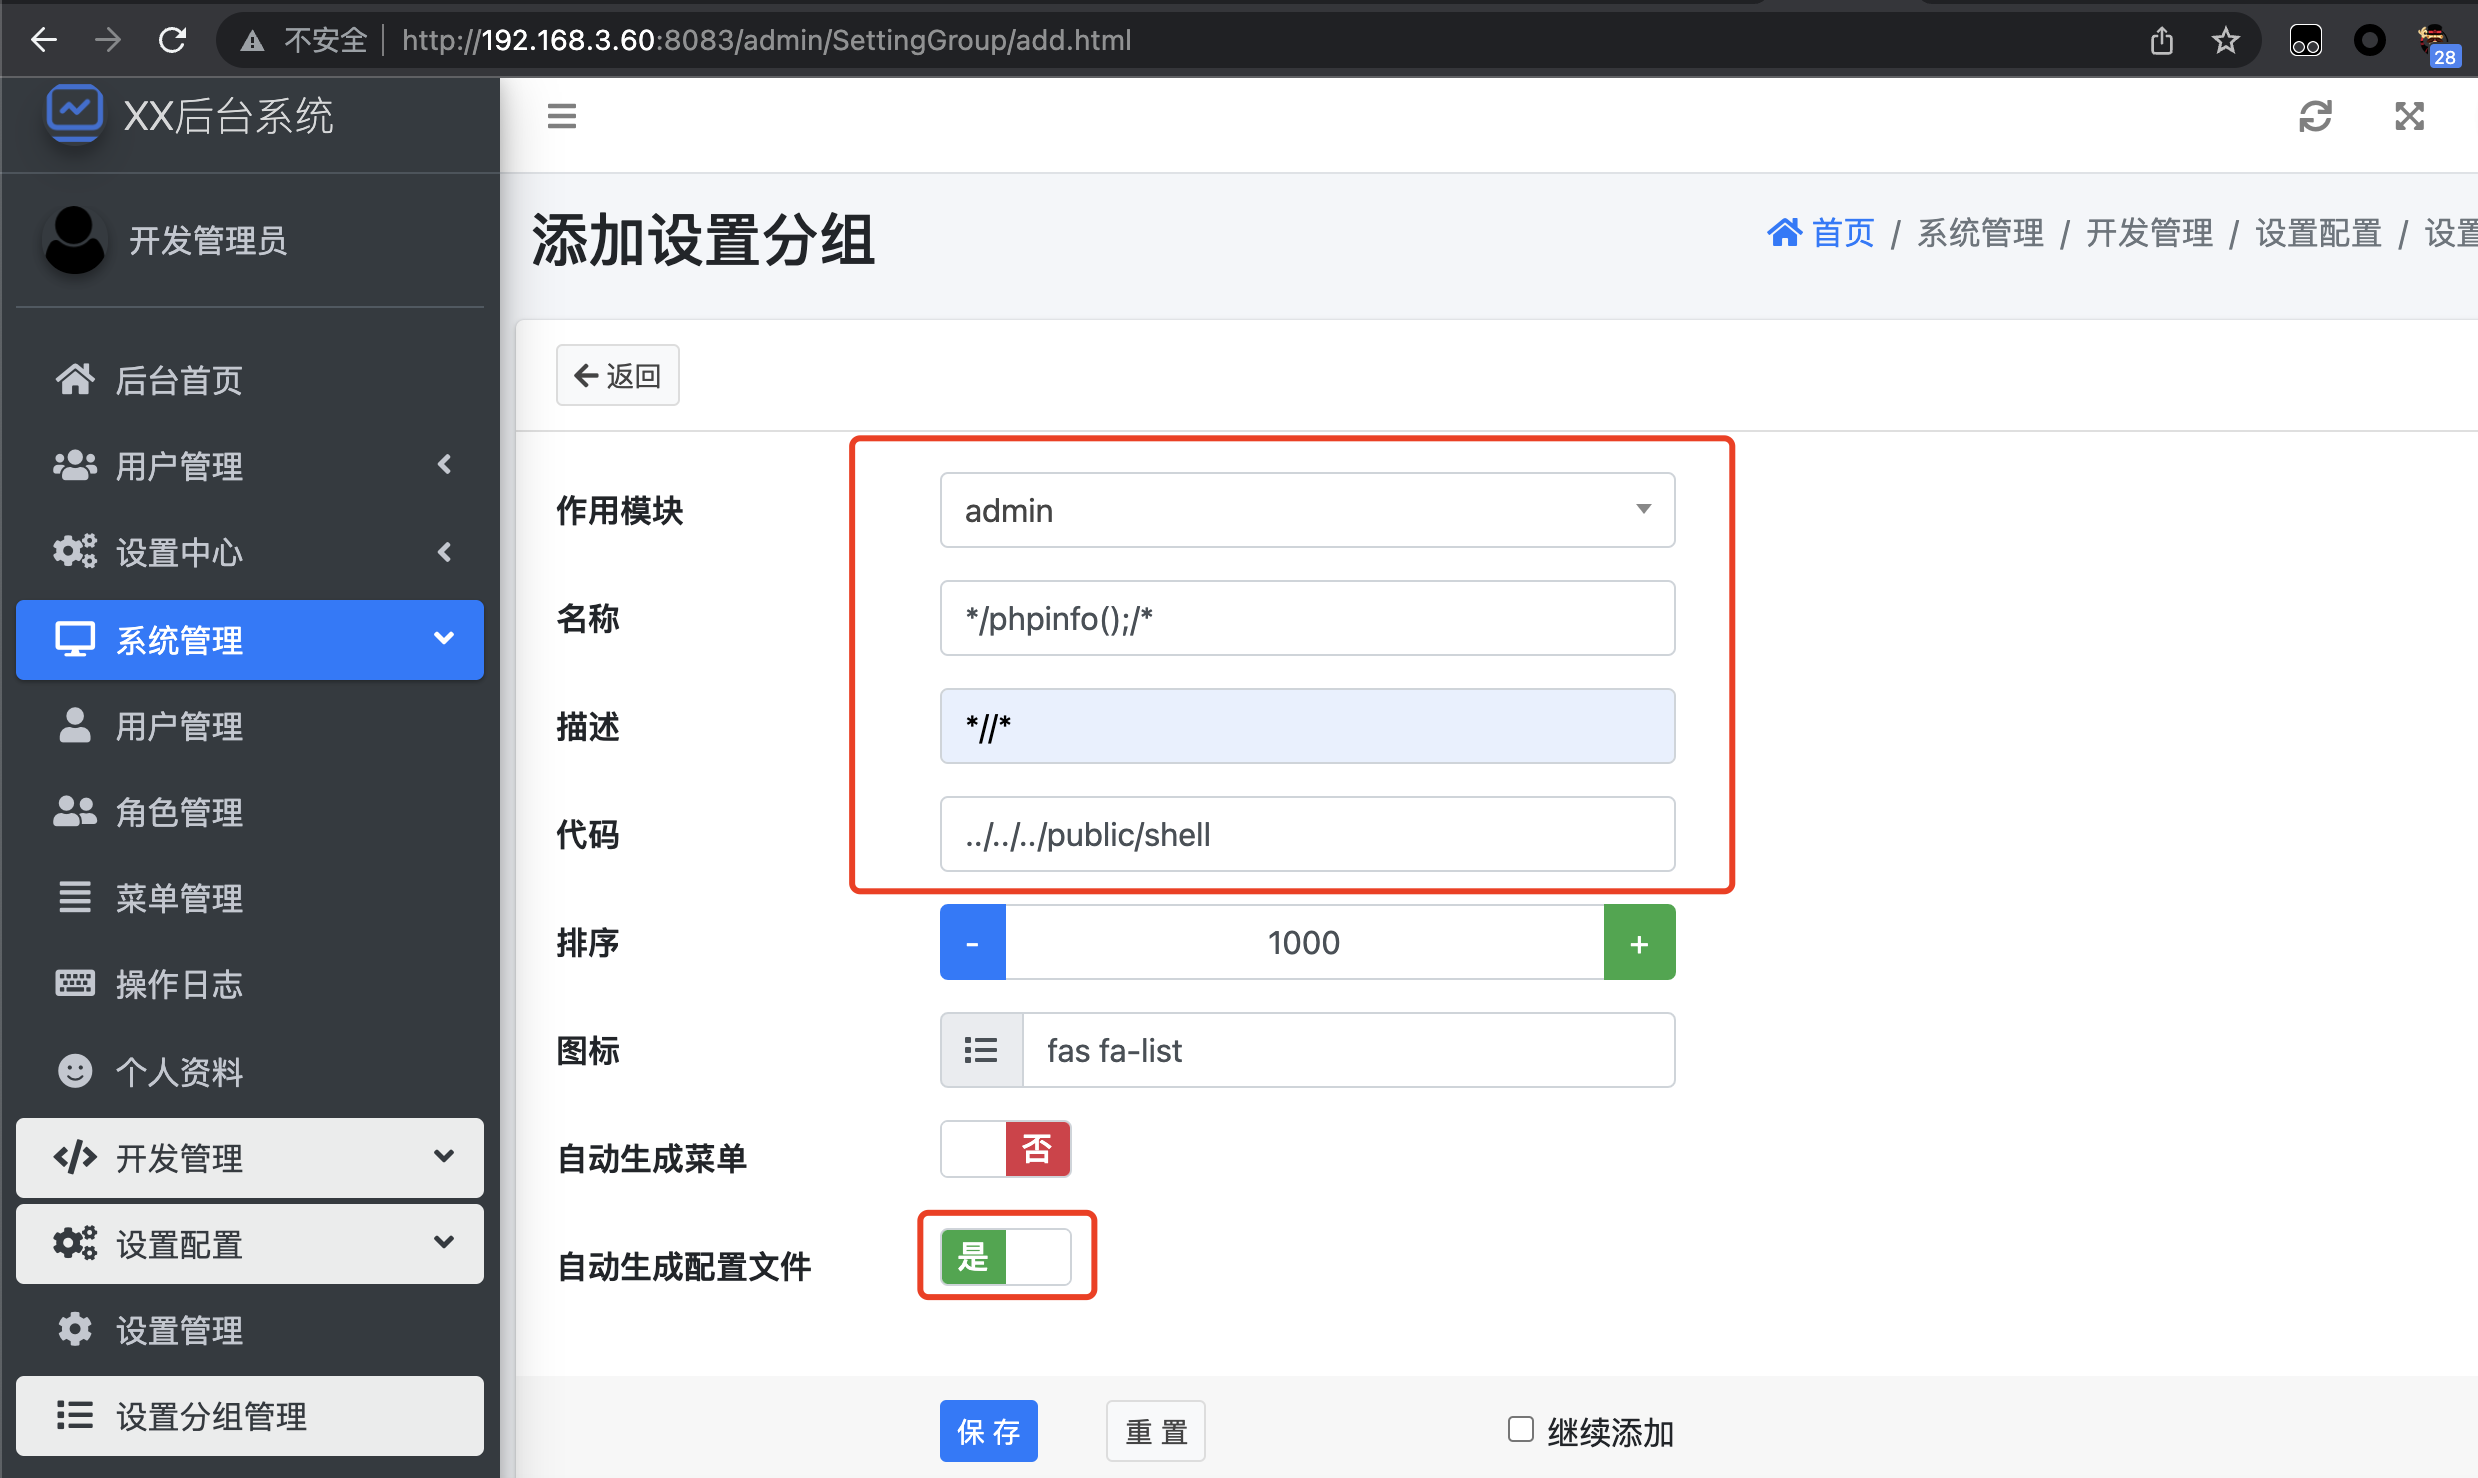 不安全 http://192.168.3.60:8083/admin/SettingGroup/add.html
28
XX后台系统
开发管理员
后台首页
用户管理
设置中心
系统管理
用户管理
角色管理
菜单管理
操作日志
个人资料
开发管理
设置配置
设置管理
设置分组管理
添加设置分组
首页 / 系统管理 / 开发管理 / 设置配置 / 设置
返回
作用模块 admin
名称 */phpinfo();/*
描述 *//*
代码 ../../../public/shell
排序 - 1000 +
图标 fas fa-list
自动生成菜单 否
自动生成配置文件 是
保 存 重 置 继续添加